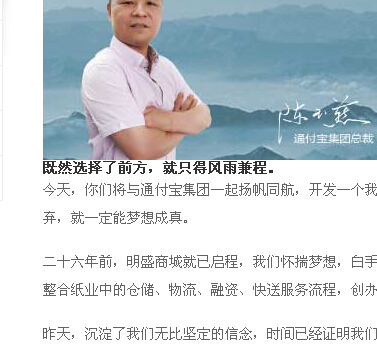 通付宝集团总裁
既然选择了前方，就只得风雨兼程。
今天，你们将与通付宝集团一起扬帆同航，开发一个我
弃，就一定能梦想成真。
二十六年前，明盛商城就已启程，我们怀揣梦想，白手
整合纸业中的仓储、物流、融资、快送服务流程，创办
昨天，沉淀了我们无比坚定的信念，时间已经证明我们